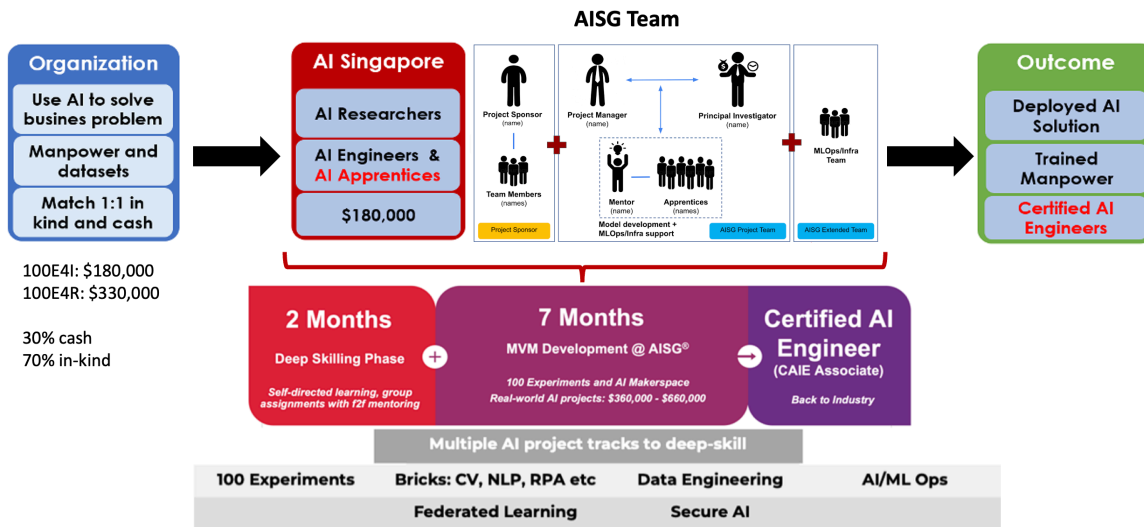 AISG Team
Organization
Use AI to solve
busines problem
Manpower and
datasets
Match 1:1 in
kind and cash
100E4I: $180,000
100E4R: $330,000
30% cash
70% in-kind
AI Singapore
AI Researchers
AI Engineers &
AI Apprentices
$180,000
Project Sponsor
(name)
Team Members
(names)
Project Sponsor
Project Manager
(name)
Principal Investigator
(name)
Mentor
(name)
Apprentices
(names)
Model development +
MLOps/Infra support
AISG Project Team
MLOps/Infra
Team
AISG Extended Team
Outcome
Deployed AI
Solution
Trained
Manpower
Certified AI
Engineers
2 Months
Deep Skilling Phase
Self-directed learning, group
assignments with f2f mentoring
7 Months
MVM Development @ AISG®
100 Experiments and AI Makerspace
Real-world AI projects: $360,000 - $660,000
Certified AI
Engineer
(CAIE Associate)
Back to Industry
Multiple AI project tracks to deep-skill
100 Experiments
Bricks: CV, NLP, RPA etc
Data Engineering
AI/ML Ops
Federated Learning
Secure AI